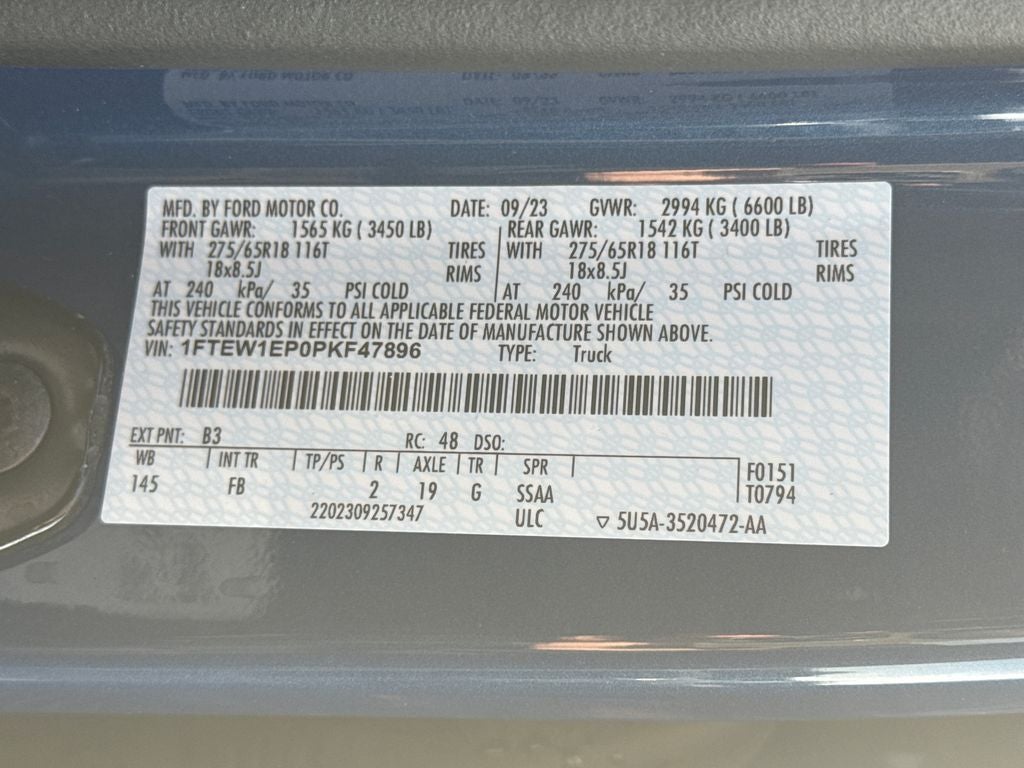 MFD. BY FORD MOTOR CO. DATE: 09/23 GVWR: 2994 KG ( 6600 LB)
FRONT GAWR: 1565 KG ( 3450 LB) REAR GAWR: 1542 KG ( 3400 LB)
WITH 275/65R18 116T TIRES WITH 275/65R18 116T TIRES
18x8.5J RIMS 18x8.5J RIMS
AT 240 kPa/ 35 PSI COLD AT 240 kPa/ 35 PSI COLD
THIS VEHICLE CONFORMS TO ALL APPLICABLE FEDERAL MOTOR VEHICLE
SAFETY STANDARDS IN EFFECT ON THE DATE OF MANUFACTURE SHOWN ABOVE.
VIN: 1FTEW1EP0PKF47896 TYPE: Truck
EXT PNT: B3 RC: 48 DSO:
WB INT TR TP/PS R AXLE TR SPR F0151
145 FB 2 19 G SSAA T0794
2202309257347 ULC ▽ 5U5A-3520472-AA